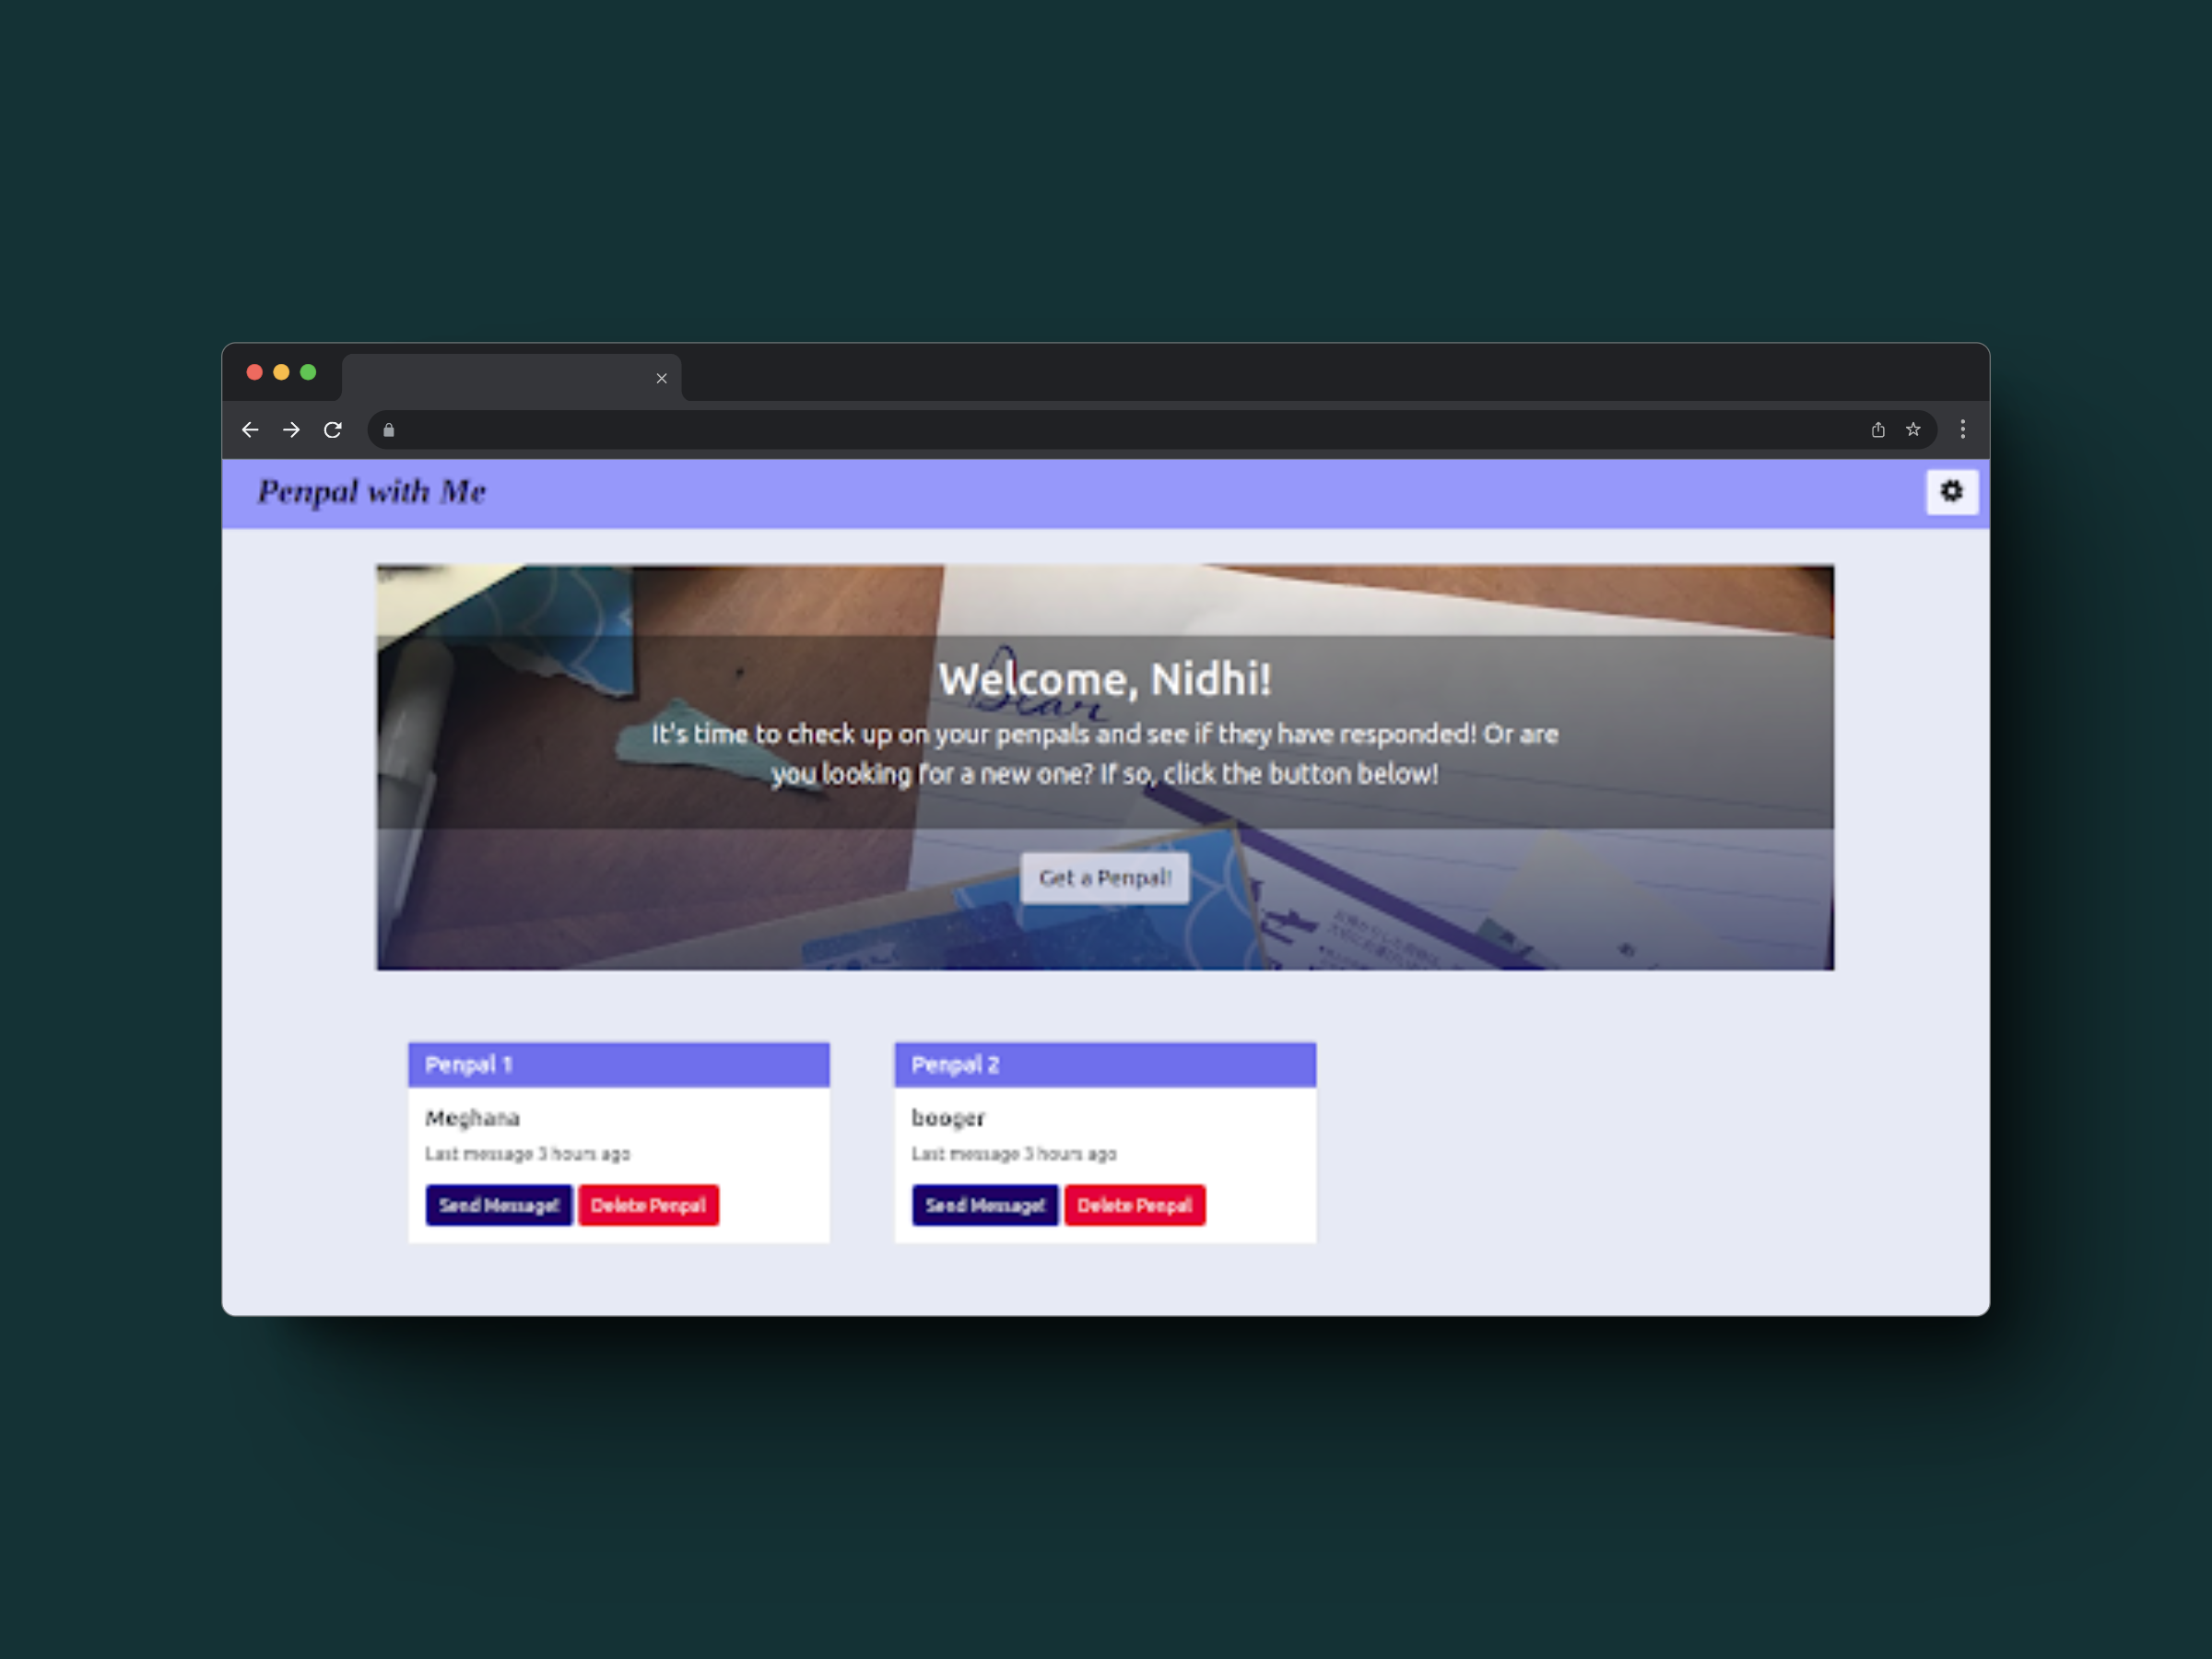 Penpal with Me
Welcome, Nidhi!
Dear
It's time to check up on your penpals and see if they have responded! Or are
you looking for a new one? If so, click the button below!
Get a Penpal!
Penpal 1
Meghana
Last message 3 hours ago
Send Message! Delete Penpal
Penpal 2
booger
Last message 3 hours ago
Send Message! Delete Penpal